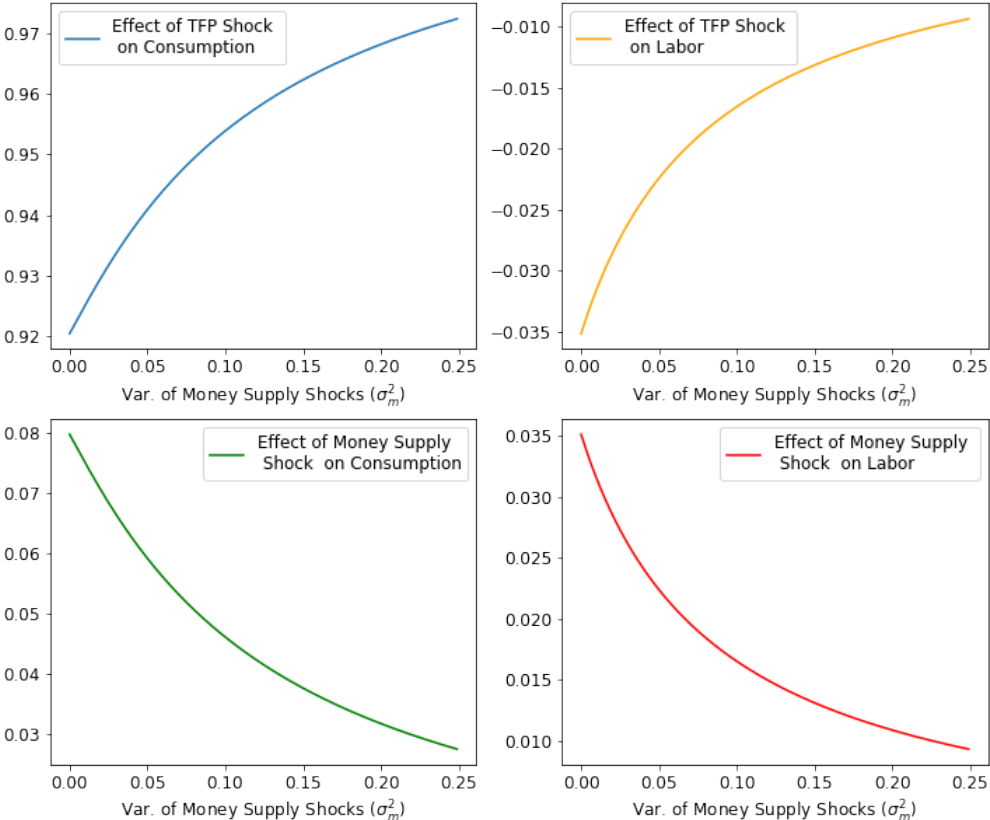 Effect of TFP Shock
on Consumption
0.97
0.96
0.95
0.94
0.93
0.92
0.00 0.05 0.10 0.15 0.20 0.25
Var. of Money Supply Shocks (σ²ₘ)
Effect of TFP Shock
on Labor
−0.010
−0.015
−0.020
−0.025
−0.030
−0.035
0.00 0.05 0.10 0.15 0.20 0.25
Var. of Money Supply Shocks (σ²ₘ)
Effect of Money Supply
Shock on Consumption
0.08
0.07
0.06
0.05
0.04
0.03
0.00 0.05 0.10 0.15 0.20 0.25
Var. of Money Supply Shocks (σ²ₘ)
Effect of Money Supply
Shock on Labor
0.035
0.030
0.025
0.020
0.015
0.010
0.00 0.05 0.10 0.15 0.20 0.25
Var. of Money Supply Shocks (σ²ₘ)